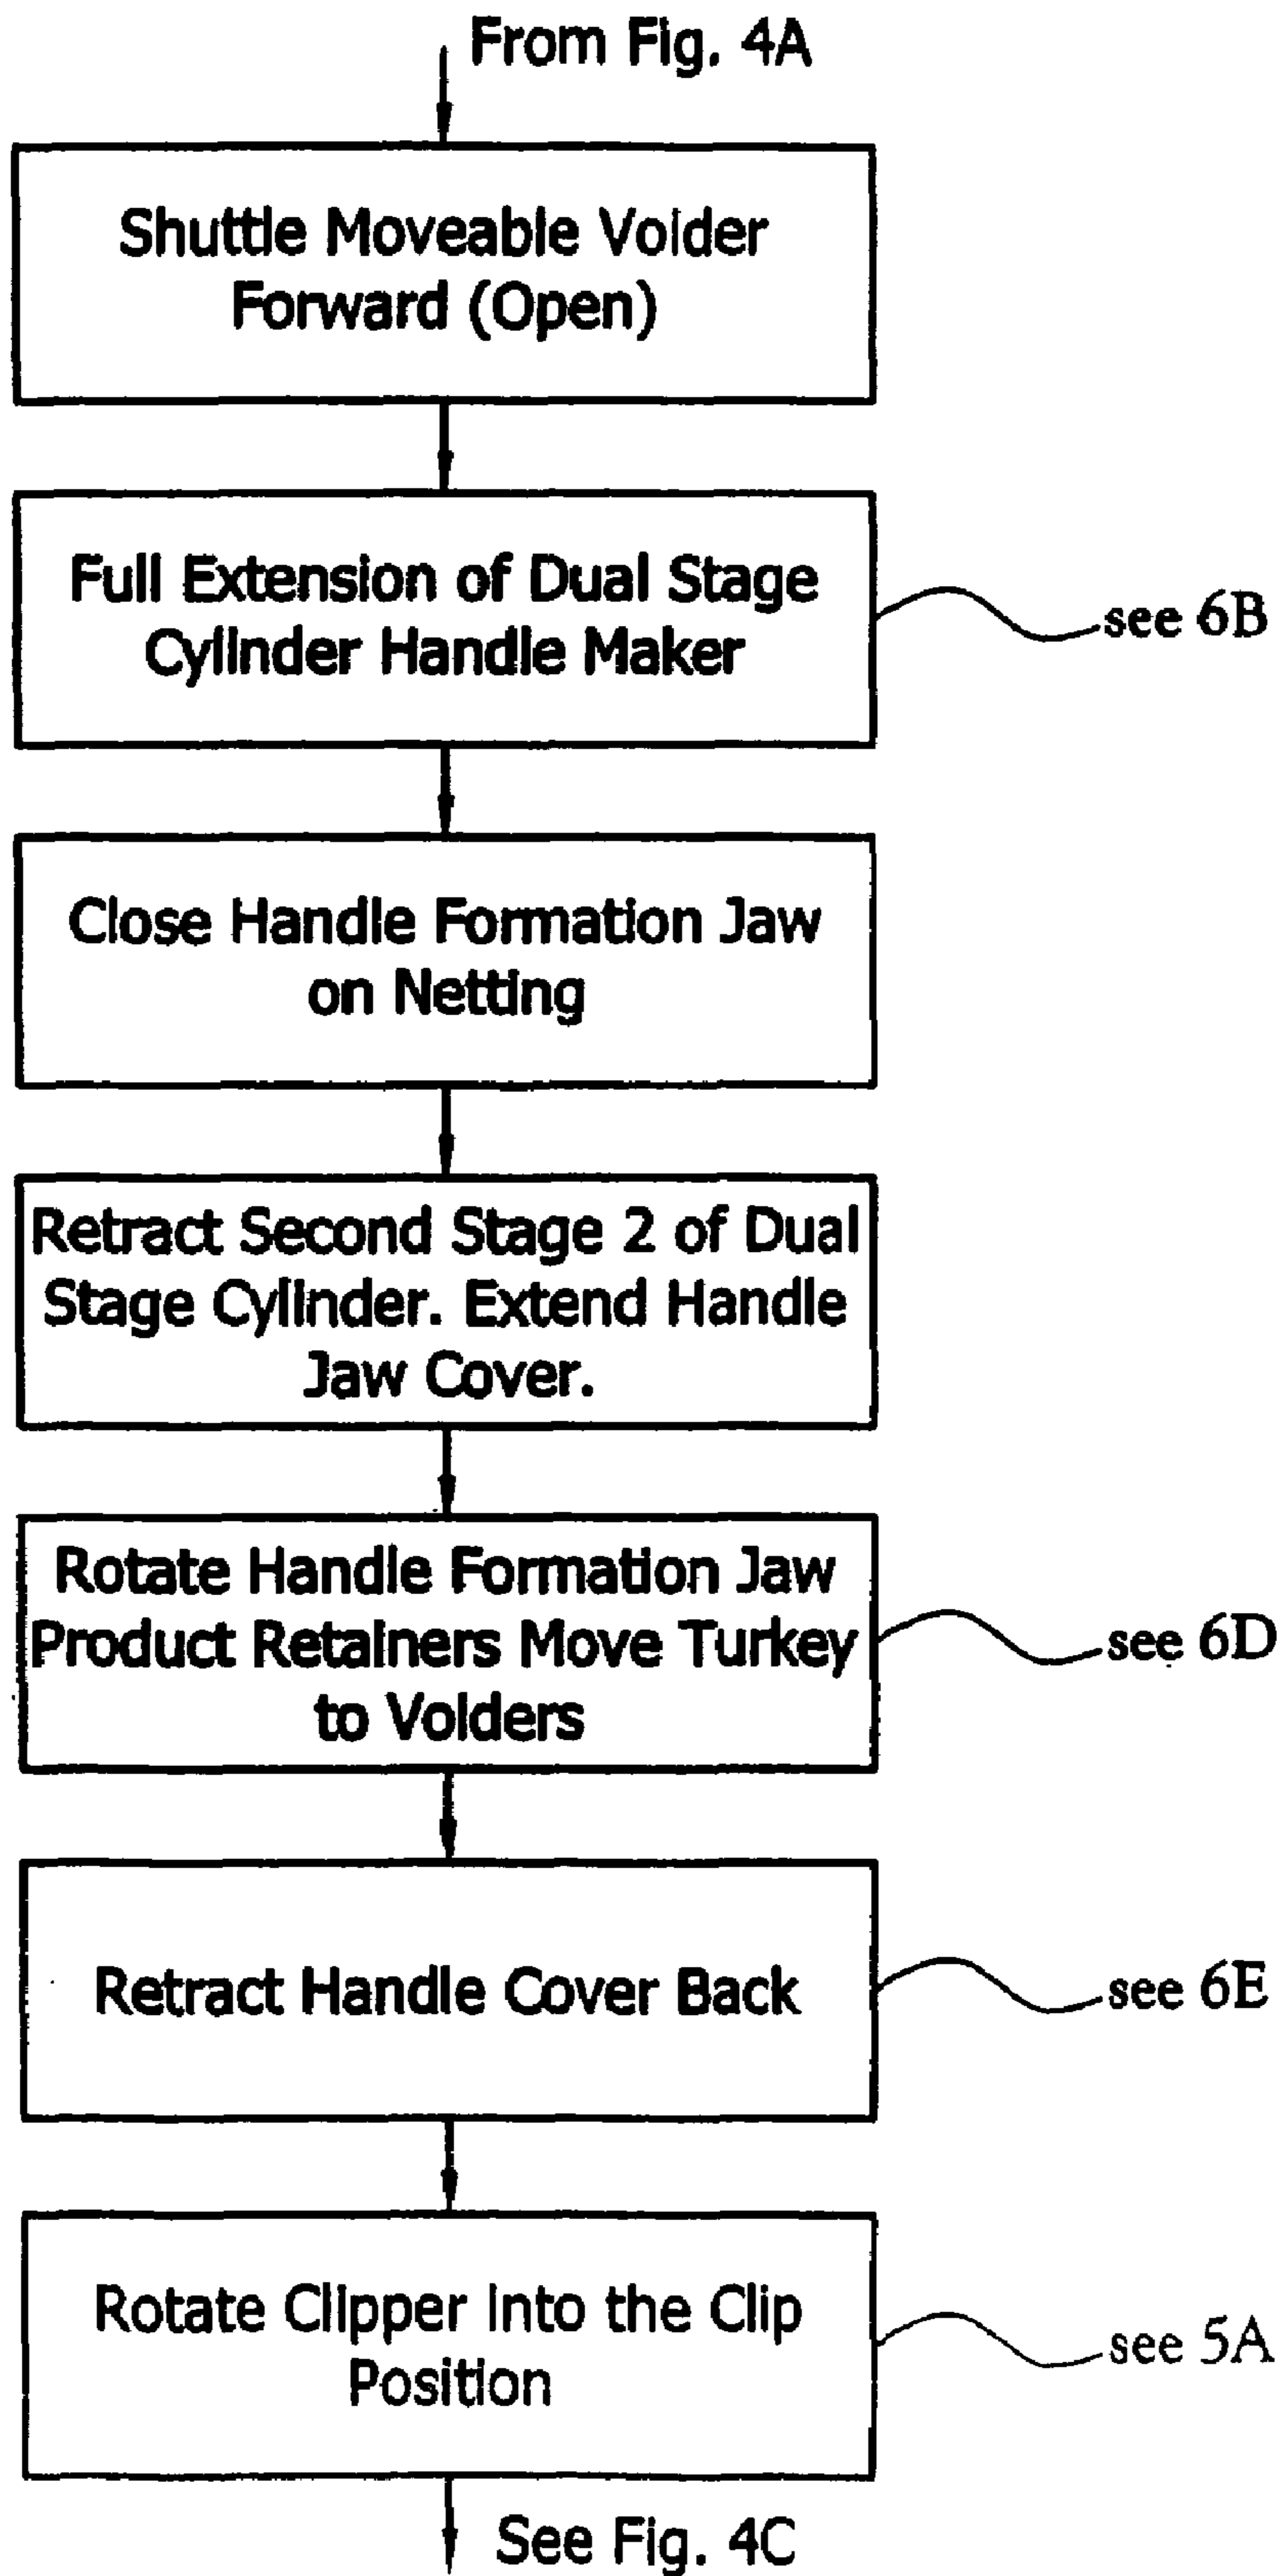 From Fig. 4A
Shuttle Moveable Voider
Forward (Open)
Full Extension of Dual Stage
Cylinder Handle Maker
see 6B
Close Handle Formation Jaw
on Netting
Retract Second Stage 2 of Dual
Stage Cylinder. Extend Handle
Jaw Cover.
Rotate Handle Formation Jaw
Product Retainers Move Turkey
to Voiders
see 6D
Retract Handle Cover Back
see 6E
Rotate Clipper into the Clip
Position
see 5A
See Fig. 4C